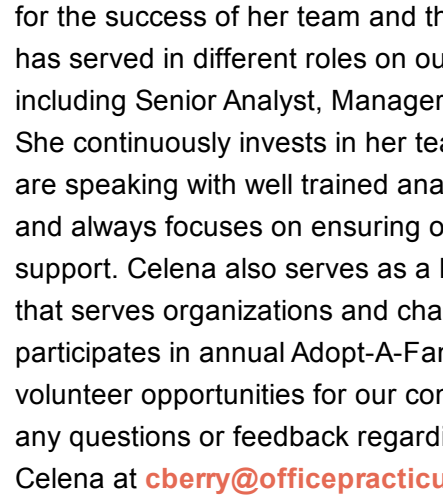 for the success of her team and th
has served in different roles on ou
including Senior Analyst, Manager
She continuously invests in her tea
are speaking with well trained ana
and always focuses on ensuring o
support. Celena also serves as a
that serves organizations and cha
participates in annual Adopt-A-Fa
volunteer opportunities for our co
any questions or feedback regardi
Celena at cberry@officepracticu